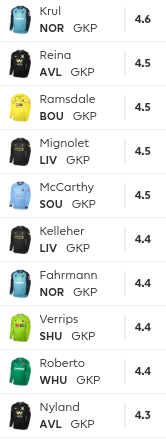 Krul
NOR GKP 4.6
Reina
AVL GKP 4.5
Ramsdale
BOU GKP 4.5
Mignolet
LIV GKP 4.5
McCarthy
SOU GKP 4.5
Kelleher
LIV GKP 4.4
Fahrmann
NOR GKP 4.4
Verrips
SHU GKP 4.4
Roberto
WHU GKP 4.4
Nyland
AVL GKP 4.3